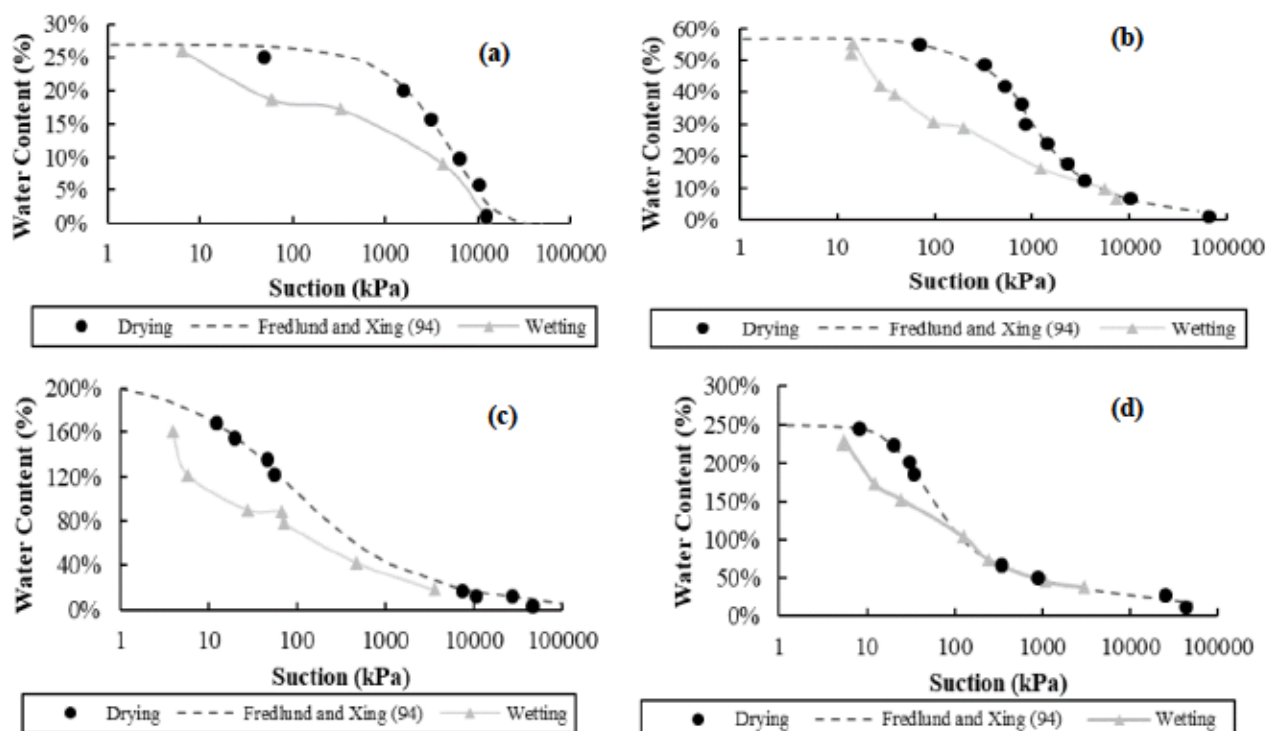 (a)
Water Content (%)
30%
25%
20%
15%
10%
5%
0%
1 10 100 1000 10000 100000
Suction (kPa)
Drying Fredlund and Xing (94) Wetting
(b)
Water Content (%)
60%
50%
40%
30%
20%
10%
0%
1 10 100 1000 10000 100000
Suction (kPa)
Drying Fredlund and Xing (94) Wetting
(c)
Water Content (%)
200%
160%
120%
80%
40%
0%
1 10 100 1000 10000 100000
Suction (kPa)
Drying Fredlund and Xing (94) Wetting
(d)
Water Content (%)
300%
250%
200%
150%
100%
50%
0%
1 10 100 1000 10000 100000
Suction (kPa)
Drying Fredlund and Xing (94) Wetting